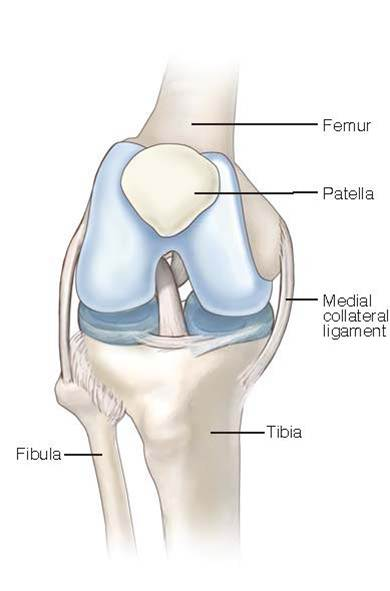 Femur
Patella
Medial
collateral
ligament
Tibia
Fibula